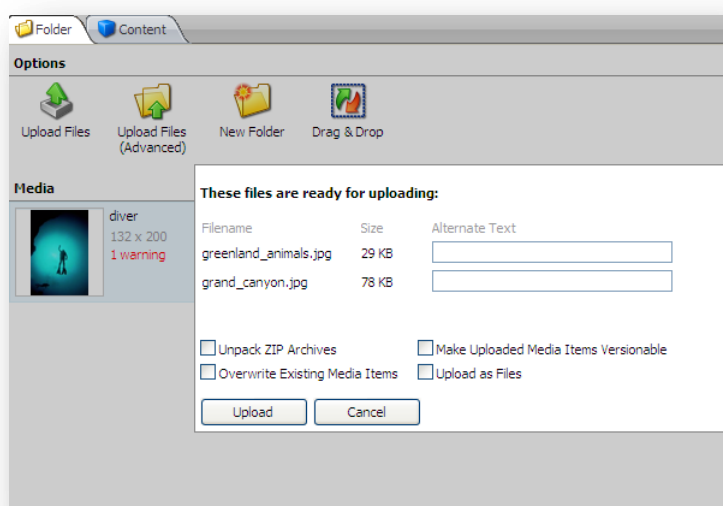 Folder Content
Options
Upload Files Upload Files (Advanced) New Folder Drag & Drop
Media
diver
132 x 200
1 warning
These files are ready for uploading:
Filename Size Alternate Text
greenland_animals.jpg 29 KB
grand_canyon.jpg 78 KB
Unpack ZIP Archives Make Uploaded Media Items Versionable
Overwrite Existing Media Items Upload as Files
Upload Cancel